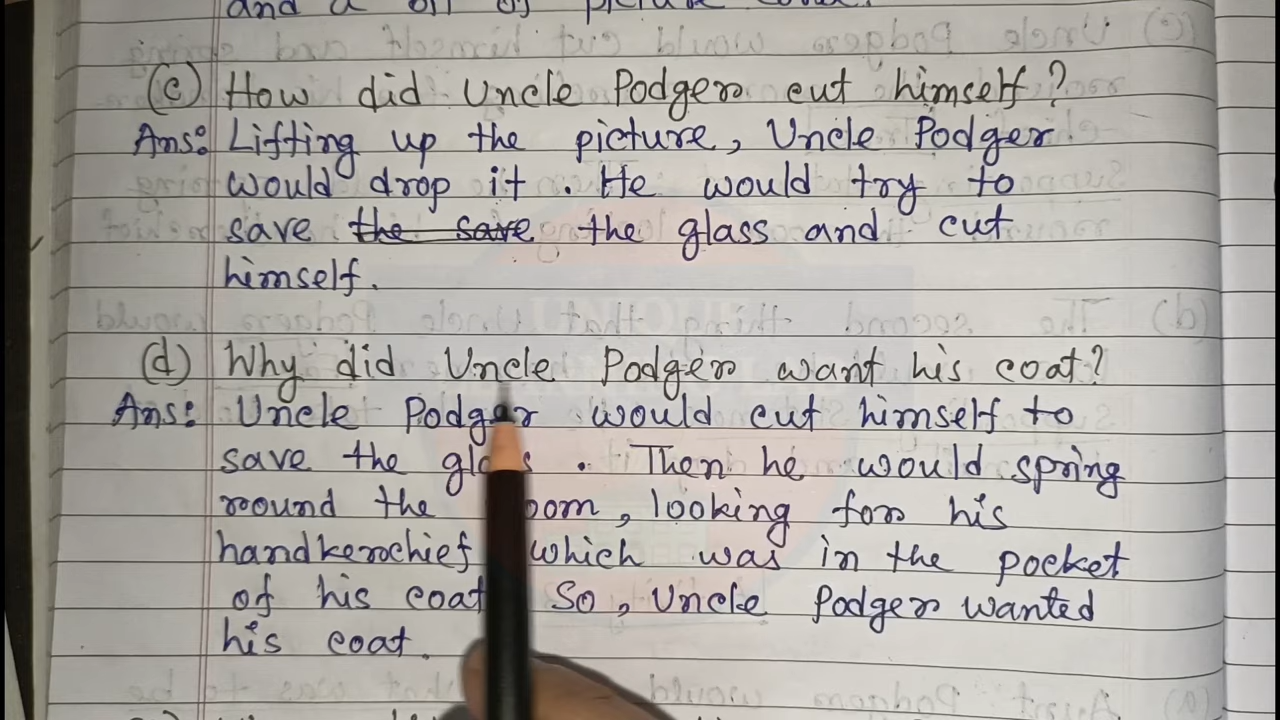 and a
(c) How did Uncle Podger cut himself?
Ans: Lifting up the picture, Uncle Podger
would drop it. He would try to
save the save the glass and cut
himself.
(d) Why did Uncle Podger want his coat?
Ans: Uncle Podger would cut himself to
save the glass. Then he would spring
round the room, looking for his
handkerchief which was in the pocket
of his coat So, Uncle Podger wanted
his coat.